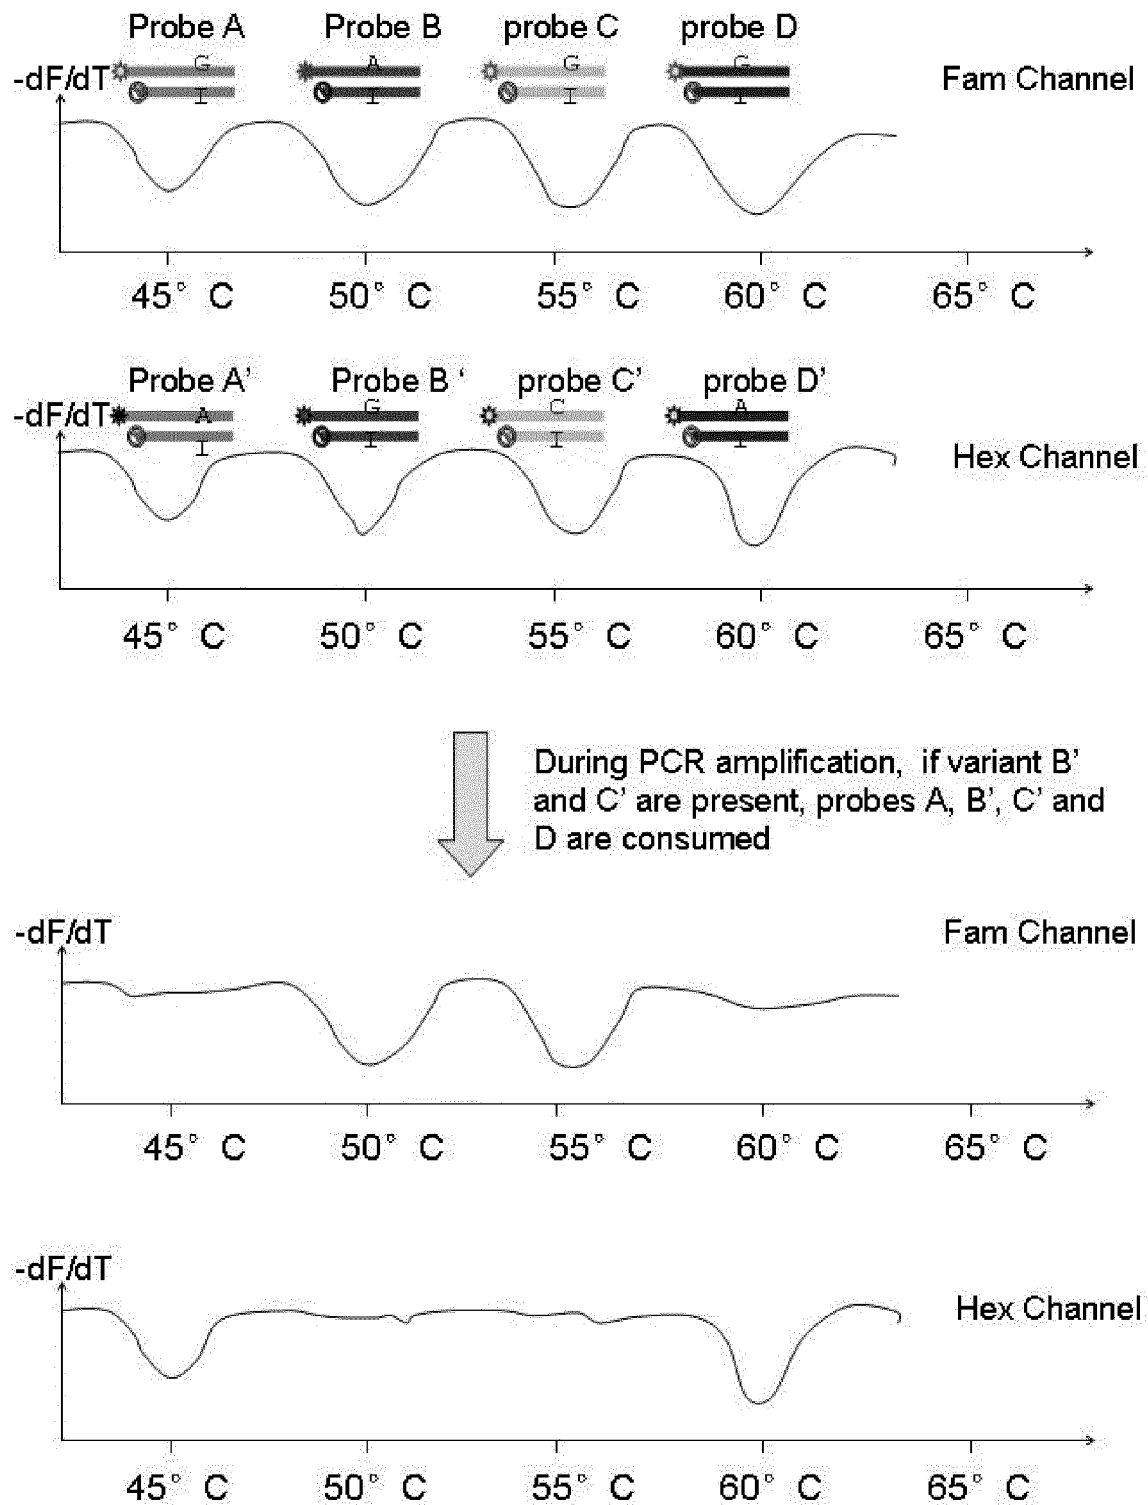 Probe A Probe B probe C probe D
-dF/dT G A G G Fam Channel
I I I I
45° C 50° C 55° C 60° C 65° C
Probe A’ Probe B ‘ probe C’ probe D’
-dF/dT A G C A
I I I I Hex Channel
45° C 50° C 55° C 60° C 65° C
During PCR amplification, if variant B’
and C’ are present, probes A, B’, C’ and
D are consumed
-dF/dT Fam Channel
45° C 50° C 55° C 60° C 65° C
-dF/dT Hex Channel
45° C 50° C 55° C 60° C 65° C